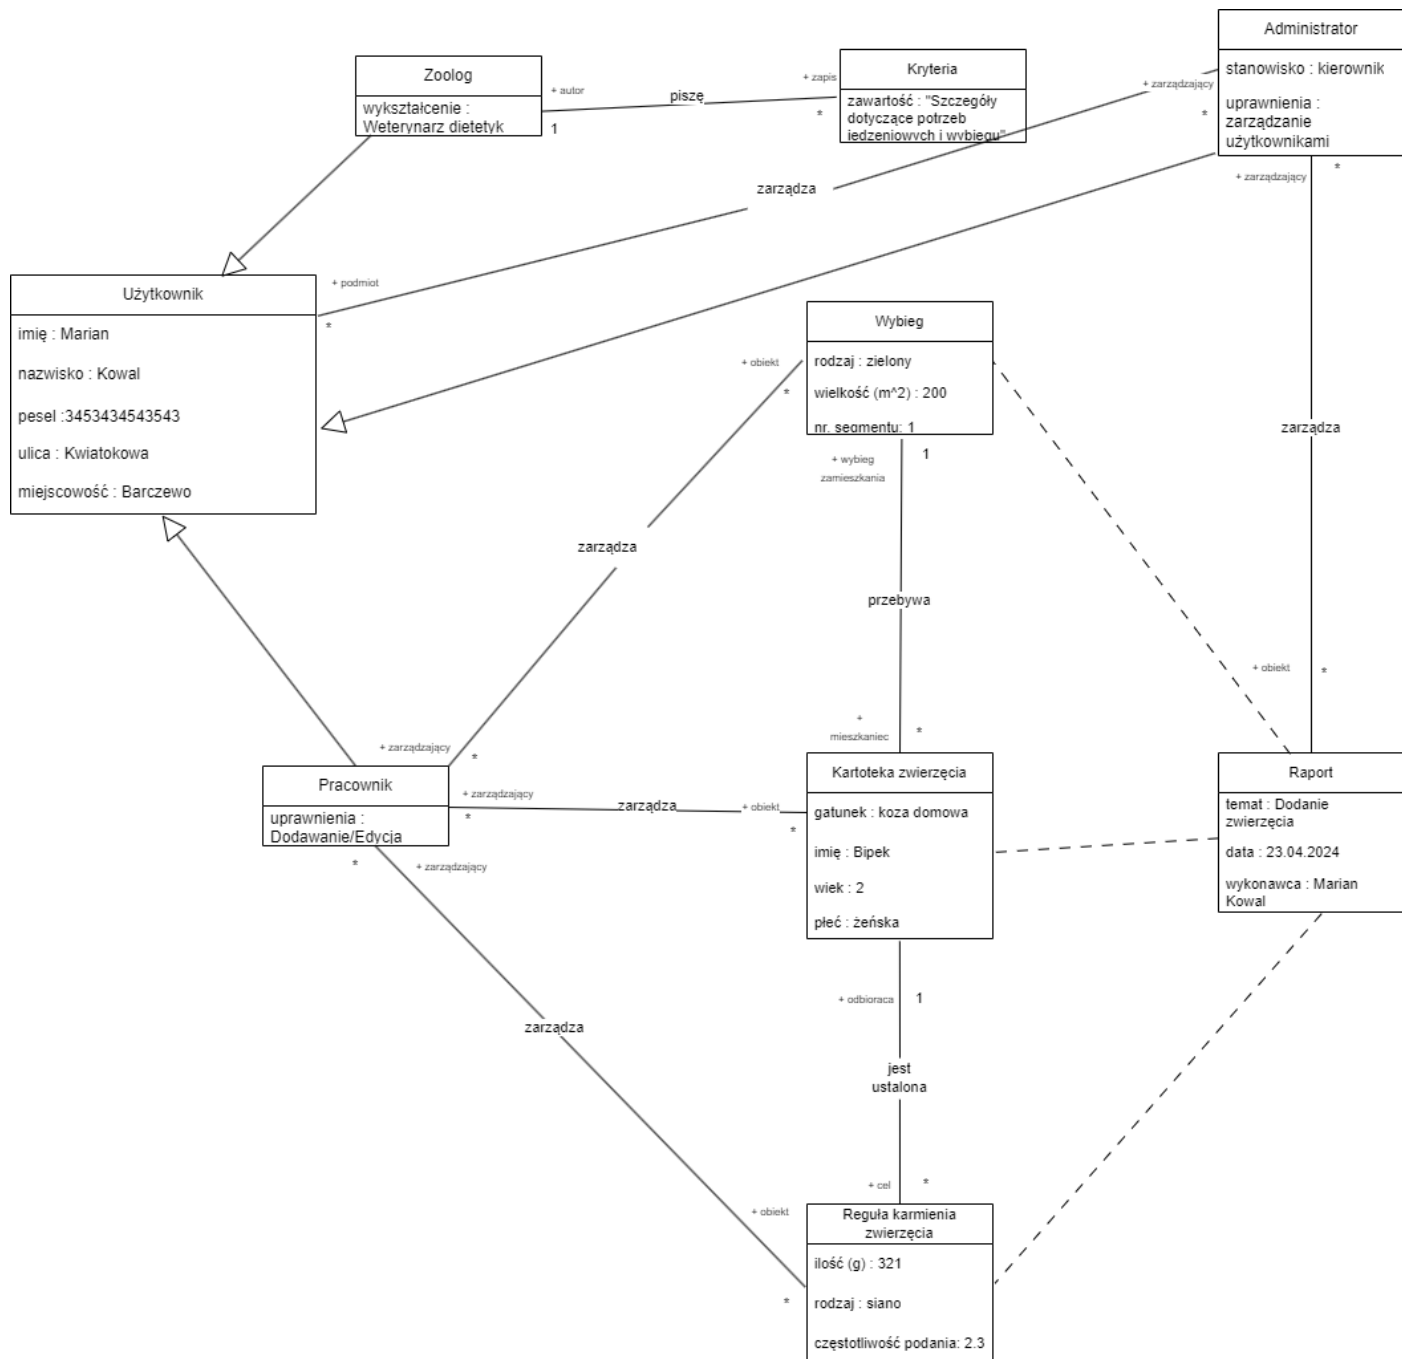 Administrator
stanowisko : kierownik
uprawnienia :
zarządzanie
użytkownikami
Zoolog
wykształcenie :
Weterynarz dietetyk
+ autor
1
piszę
+ zapis
*
Kryteria
zawartość : "Szczegóły
dotyczące potrzeb
jedzeniowych i wybiegu"
+ zarządzający
*
zarządza
+ zarządzający
*
Użytkownik
imię : Marian
nazwisko : Kowal
pesel :3453434543543
ulica : Kwiatokowa
miejscowość : Barczewo
+ podmiot
*
Wybieg
rodzaj : zielony
wielkość (m^2) : 200
nr. segmentu: 1
+ obiekt
*
zarządza
+ wybieg
zamieszkania
1
zarządza
przebywa
+ obiekt
*
+
mieszkaniec
*
+ zarządzający
*
Pracownik
uprawnienia :
Dodawanie/Edycja
+ zarządzający
*
zarządza
+ obiekt
*
*
+ zarządzający
Kartoteka zwierzęcia
gatunek : koza domowa
imię : Bipek
wiek : 2
płeć : żeńska
Raport
temat : Dodanie
zwierzęcia
data : 23.04.2024
wykonawca : Marian
Kowal
+ odbioraca
1
zarządza
jest
ustalona
+ cel
*
+ obiekt
*
Reguła karmienia
zwierzęcia
ilość (g) : 321
rodzaj : siano
częstotliwość podania: 2.3